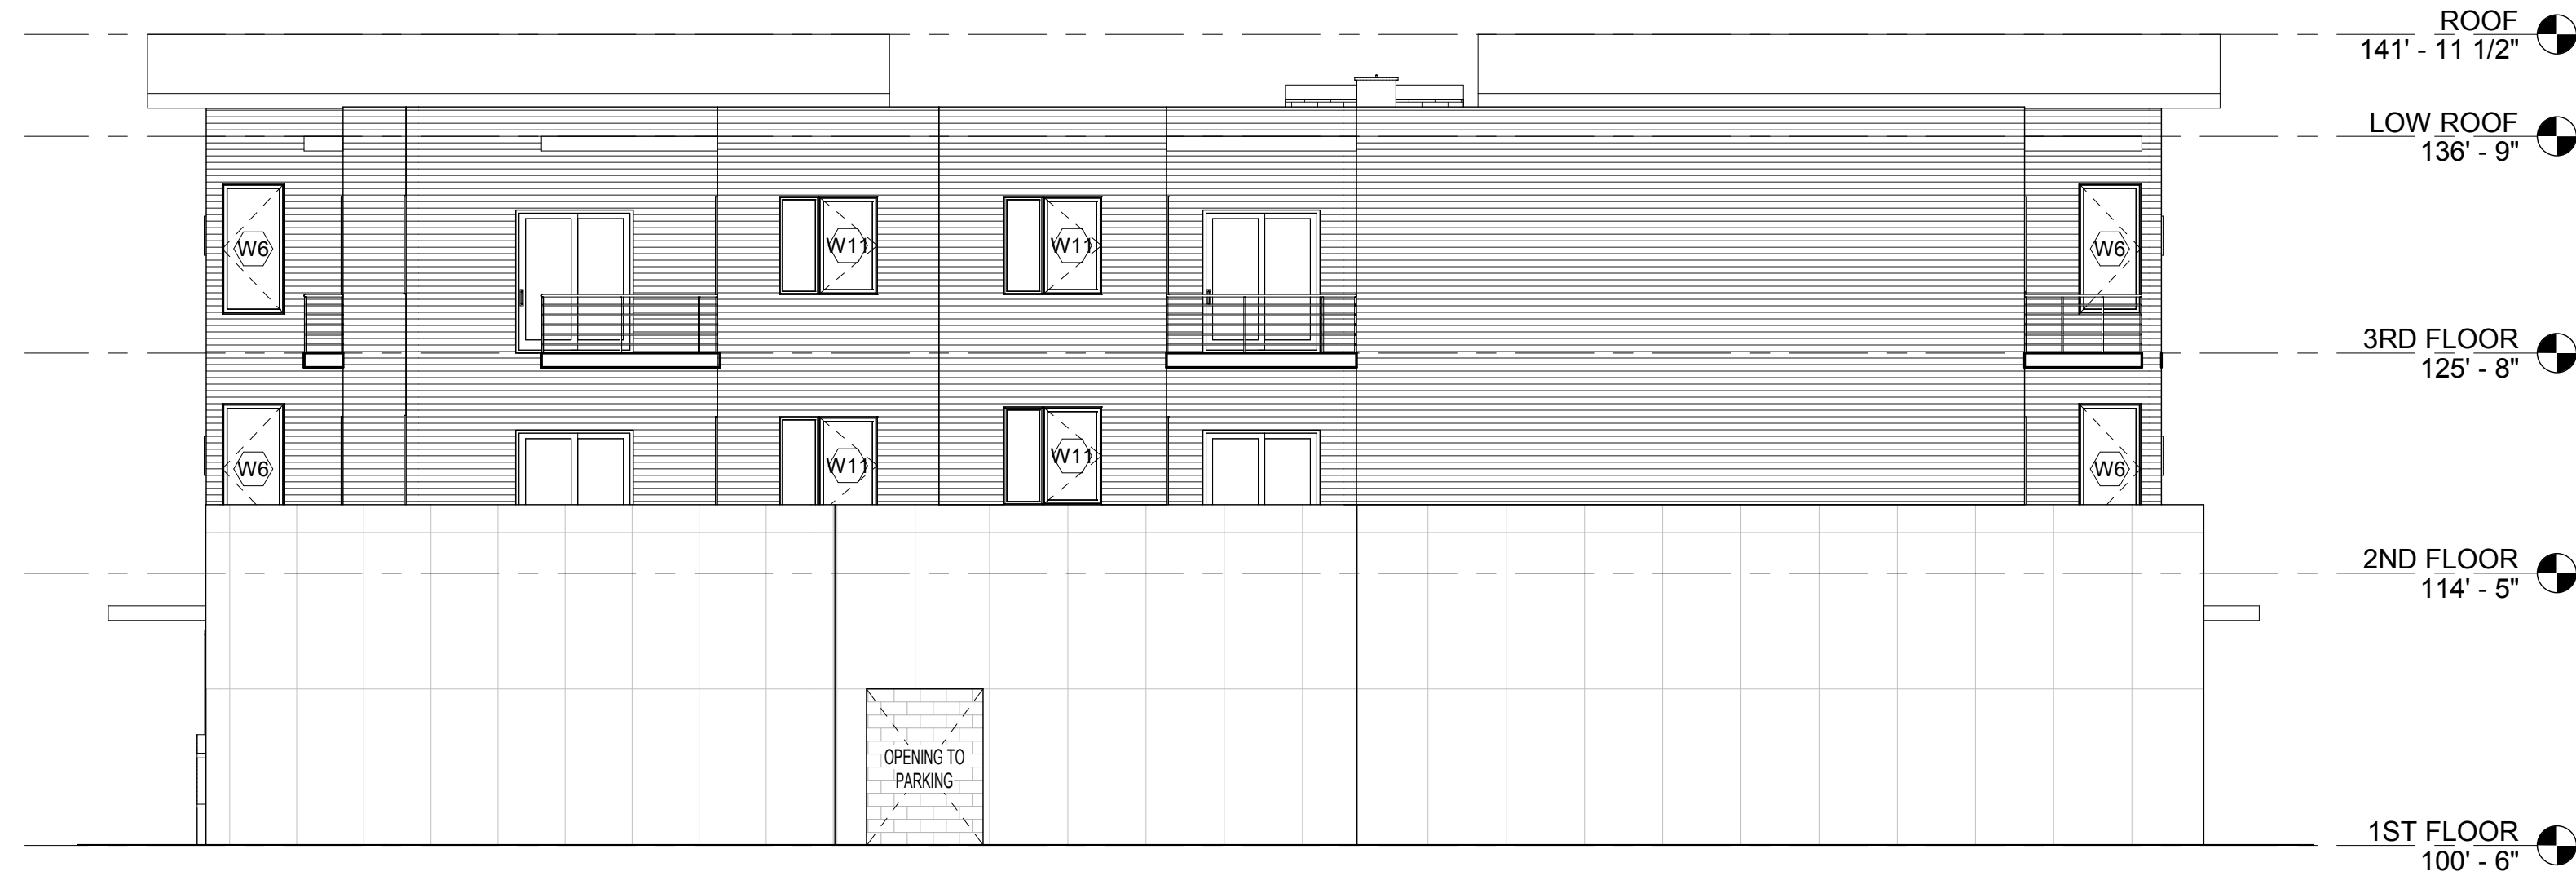 ROOF
141' - 11 1/2"
LOW ROOF
136' - 9"
W6
W11
W11
W6
3RD FLOOR
125' - 8"
W6
W11
W11
W6
2ND FLOOR
114' - 5"
OPENING TO
PARKING
1ST FLOOR
100' - 6"